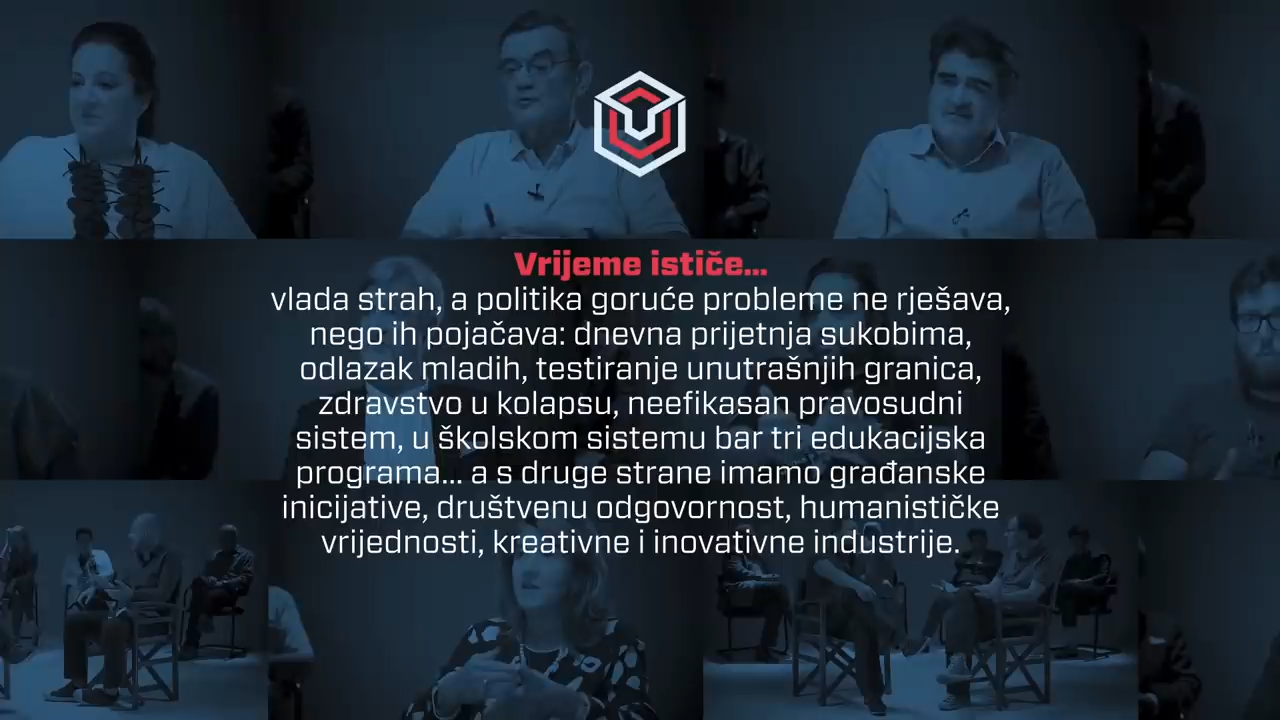 Vrijeme ističe...
vlada strah, a politika goruće probleme ne rješava,
nego ih pojačava: dnevna prijetnja sukobima,
odlazak mladih, testiranje unutrašnjih granica,
zdravstvo u kolapsu, neefikasan pravosudni
sistem, u školskom sistemu bar tri edukacijska
programa... a s druge strane imamo građanske
inicijative, društvenu odgovornost, humanističke
vrijednosti, kreativne i inovativne industrije.